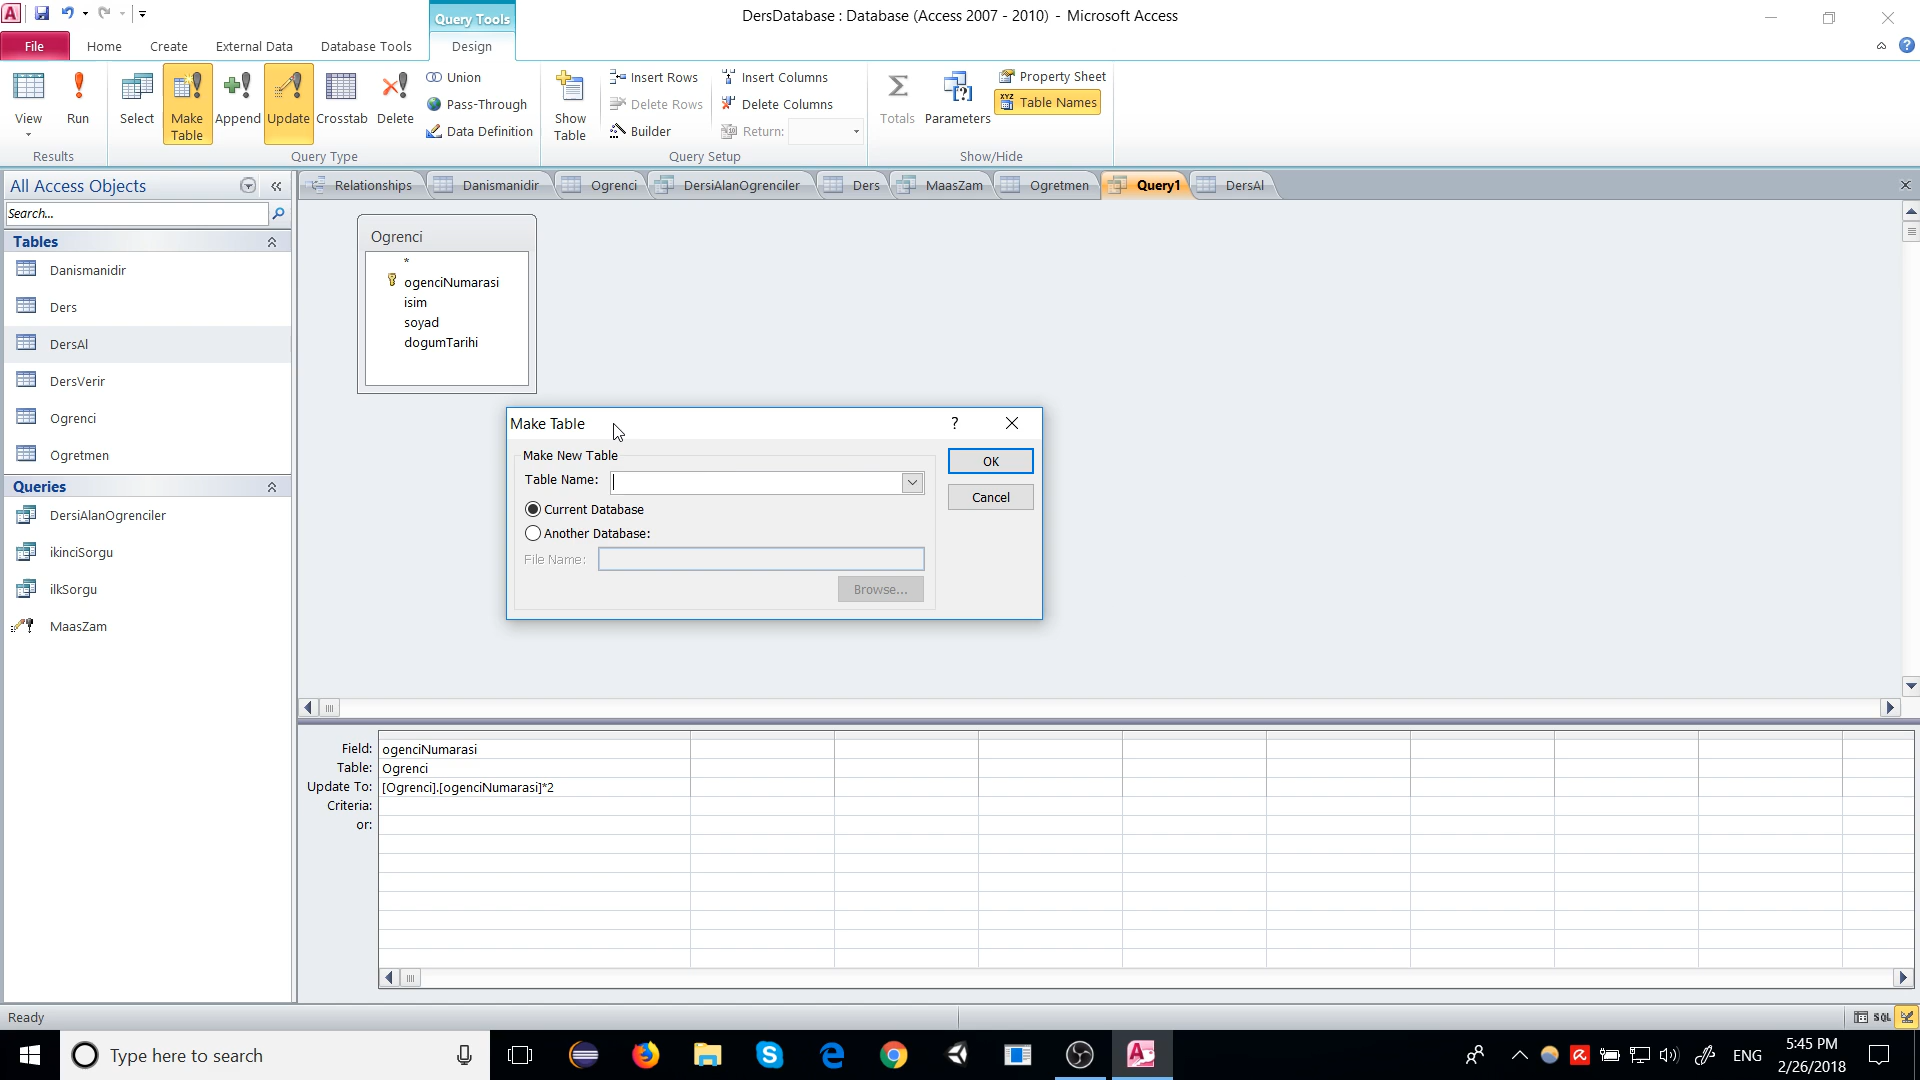 DersDatabase : Database (Access 2007 - 2010) - Microsoft Access
Query Tools
File
Home
Create
External Data
Database Tools
Design
View
Run
Select
Make
Table
Append
Update
Crosstab
Delete
Union
Pass-Through
Data Definition
Show
Table
Insert Rows
Delete Rows
Builder
Insert Columns
Delete Columns
Return:
Totals
Parameters
Property Sheet
Table Names
Results
Query Type
Query Setup
Show/Hide
All Access Objects
Search...
Tables
Danismanidir
Ders
DersAl
DersVerir
Ogrenci
Ogretmen
Queries
DersiAlanOgrenciler
ikinciSorgu
ilkSorgu
MaasZam
Relationships
Danismanidir
Ogrenci
DersiAlanOgrenciler
Ders
MaasZam
Ogretmen
Query1
DersAl
Ogrenci
*
ogenciNumarasi
isim
soyad
dogumTarihi
Make Table
?
Make New Table
Table Name:
Current Database
Another Database:
File Name:
Browse...
OK
Cancel
Field: ogenciNumarasi
Table: Ogrenci
Update To: [Ogrenci].[ogenciNumarasi]*2
Criteria:
or:
Ready
SQL
Type here to search
ENG
5:45 PM
2/26/2018